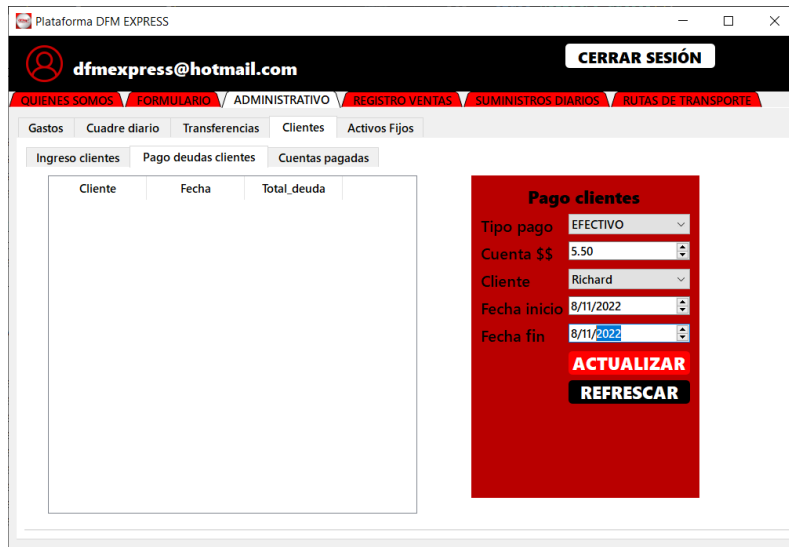 Plataforma DFM EXPRESS
dfmexpress@hotmail.com
CERRAR SESIÓN
QUIENES SOMOS FORMULARIO ADMINISTRATIVO REGISTRO VENTAS SUMINISTROS DIARIOS RUTAS DE TRANSPORTE
Gastos Cuadre diario Transferencias Clientes Activos Fijos
Ingreso clientes Pago deudas clientes Cuentas pagadas
Cliente Fecha Total_deuda
Pago clientes
Tipo pago EFECTIVO
Cuenta $$ 5.50
Cliente Richard
Fecha inicio 8/11/2022
Fecha fin 8/11/2022
ACTUALIZAR
REFRESCAR